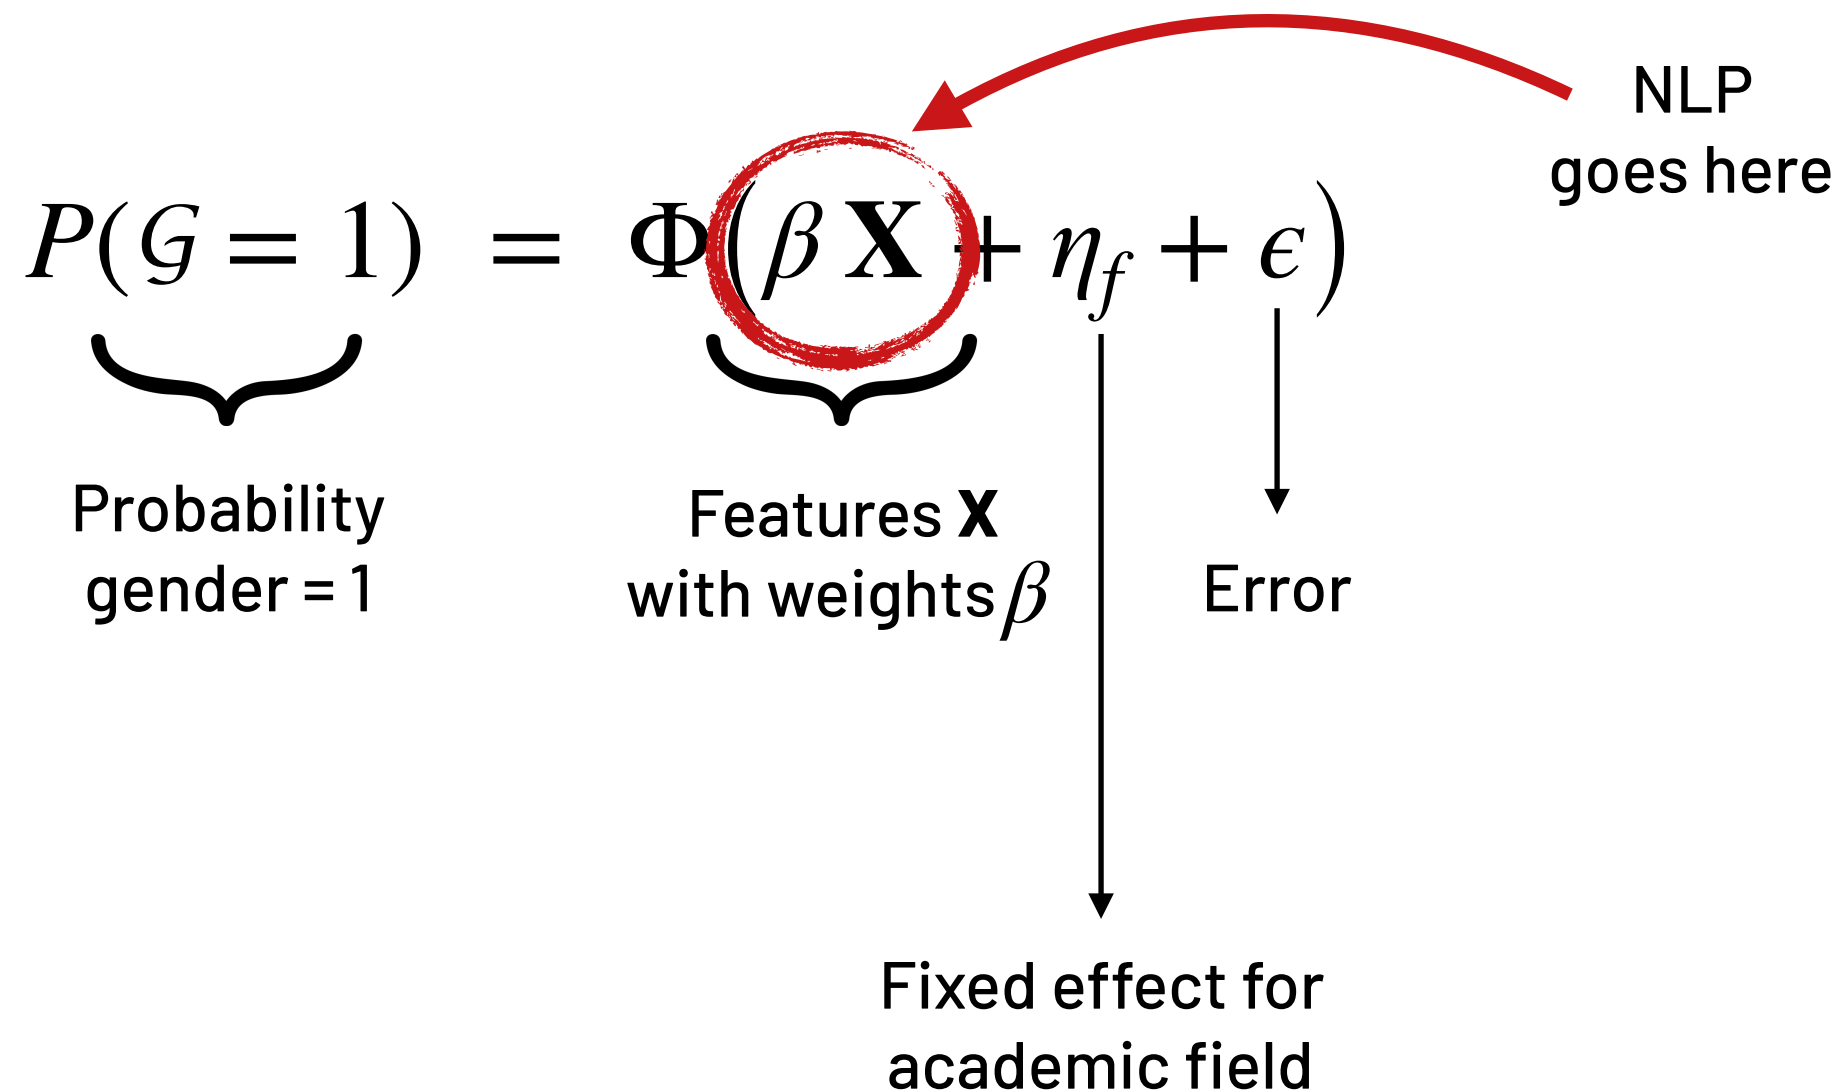 NLP
goes here
P(𝒢 = 1) = Φ(β X + η_f + ϵ)
Probability
gender = 1
Features X
with weights β
Error
Fixed effect for
academic field